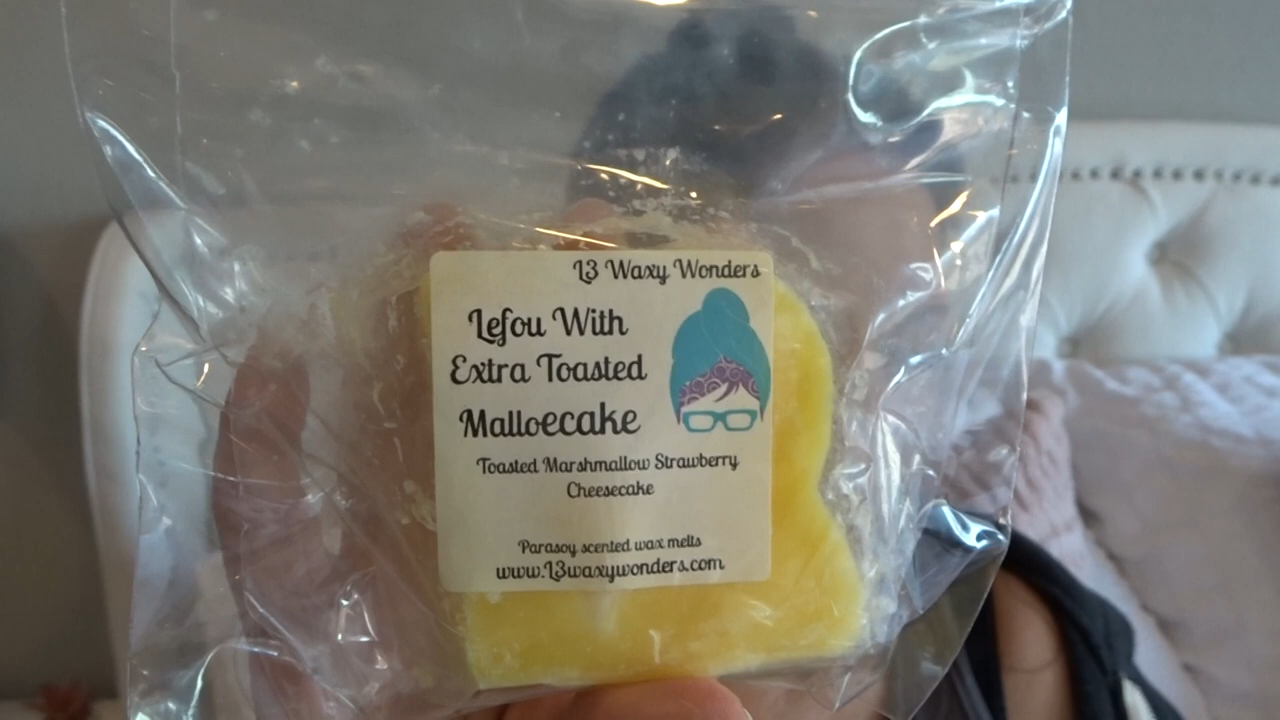 L3 Waxy Wonders
Lefou With
Extra Toasted
Malloecake
Toasted Marshmallow Strawberry
Cheesecake
Parasoy scented wax melts
www.L3waxywonders.com